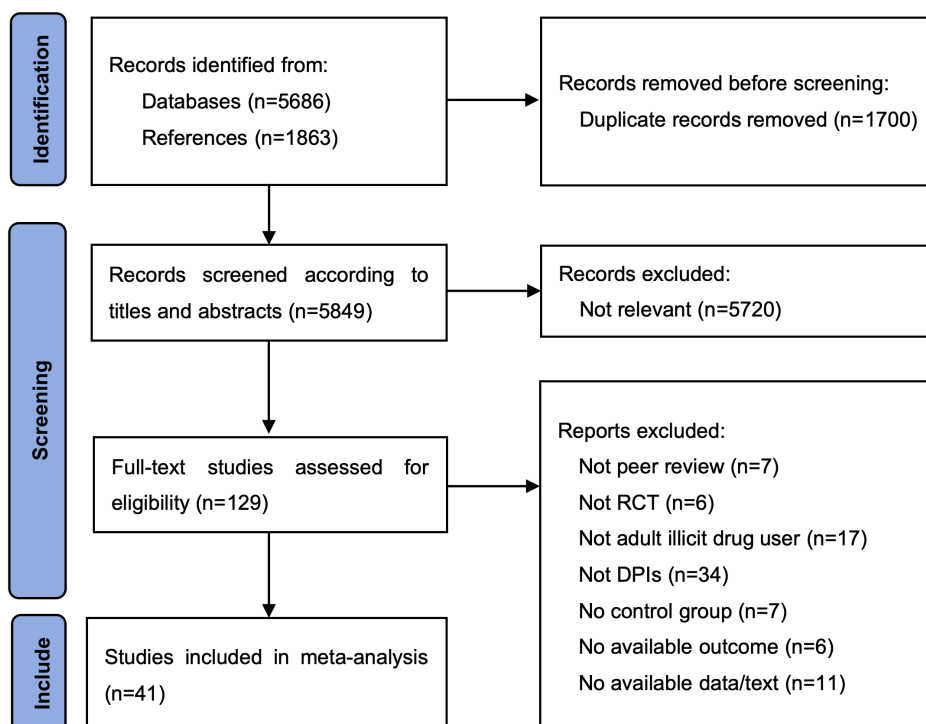 Identification
Records identified from:
Databases (n=5686)
References (n=1863)
Records removed before screening:
Duplicate records removed (n=1700)
Screening
Records screened according to
titles and abstracts (n=5849)
Records excluded:
Not relevant (n=5720)
Full-text studies assessed for
eligibility (n=129)
Reports excluded:
Not peer review (n=7)
Not RCT (n=6)
Not adult illicit drug user (n=17)
Not DPIs (n=34)
No control group (n=7)
No available outcome (n=6)
No available data/text (n=11)
Include
Studies included in meta-analysis
(n=41)